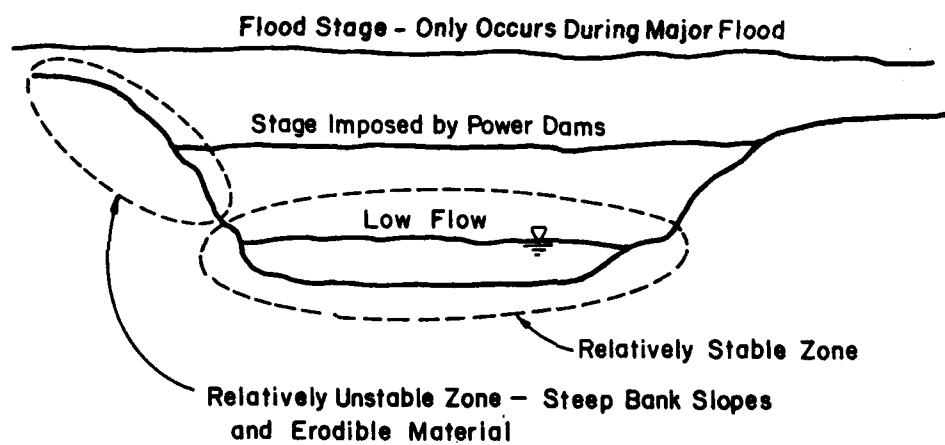 Flood Stage - Only Occurs During Major Flood
Stage Imposed by Power Dams
Low Flow
Relatively Stable Zone
Relatively Unstable Zone - Steep Bank Slopes
and Erodible Material